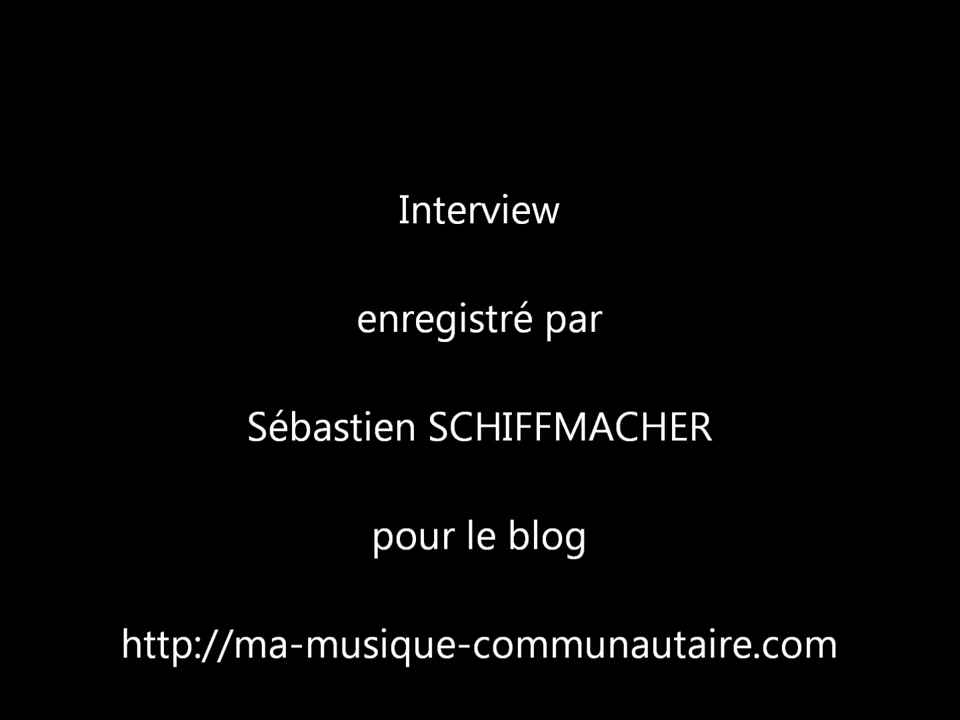 Interview
enregistré par
Sébastien SCHIFFMACHER
pour le blog
http://ma-musique-communautaire.com